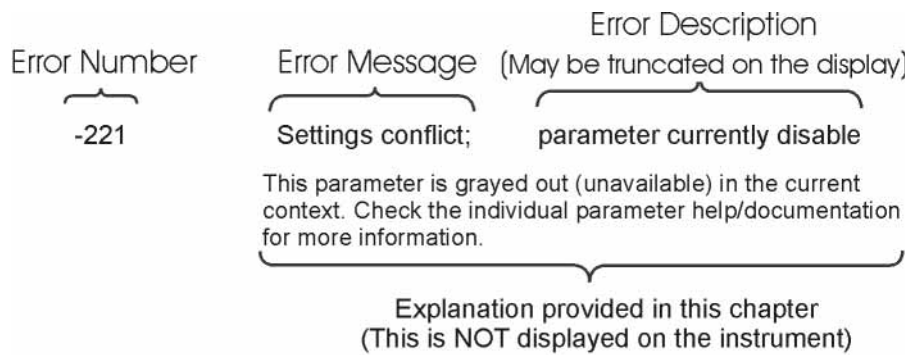 Error Description
Error Number Error Message (May be truncated on the display)
-221 Settings conflict; parameter currently disable
This parameter is grayed out (unavailable) in the current
context. Check the individual parameter help/documentation
for more information.
Explanation provided in this chapter
(This is NOT displayed on the instrument)